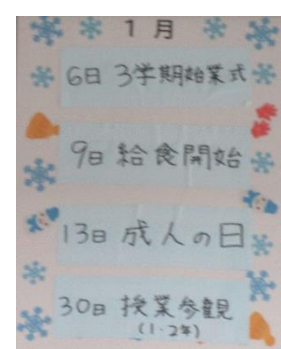 1月
6日 3学期始業式
9日 給食開始
13日 成人の日
30日 授業参観
(1・2年)